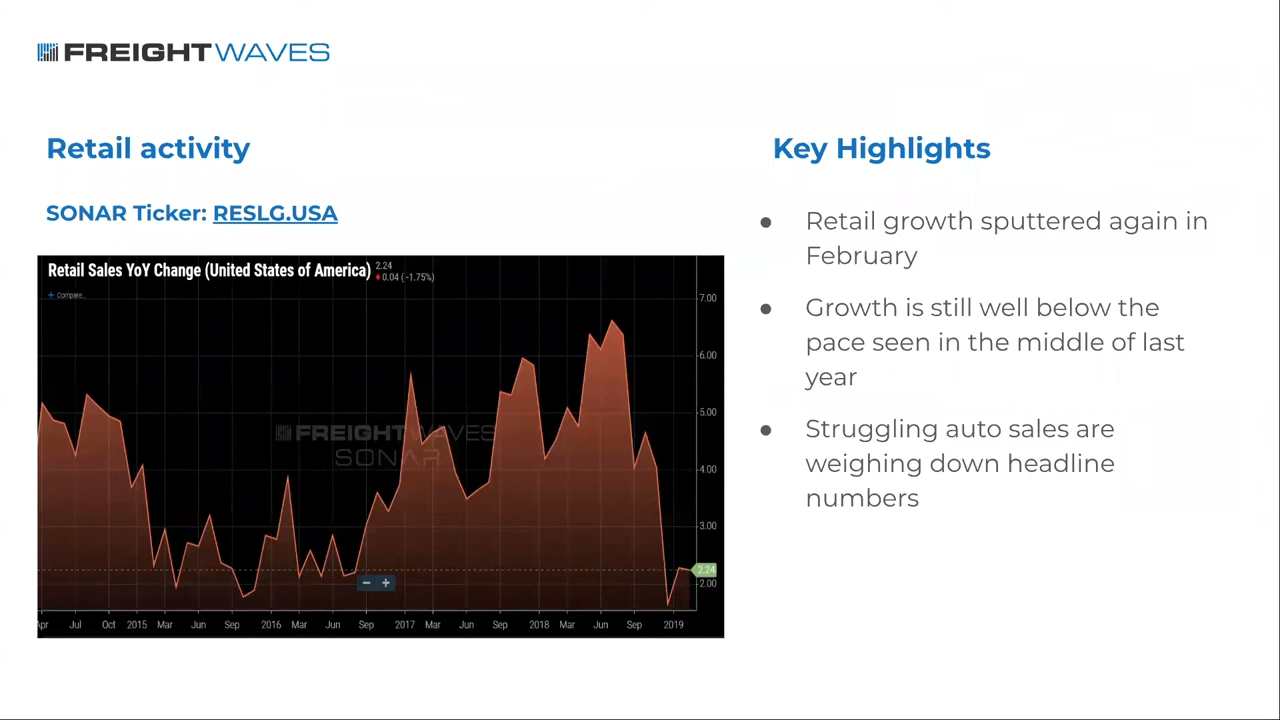 FREIGHTWAVES
Retail activity
SONAR Ticker: RESLG.USA
Retail Sales YoY Change (United States of America)
2.24
0.04 (-1.75%)
+ Compare...
7.00
6.00
5.00
4.00
3.00
2.24
2.00
FREIGHTWAVES
SONAR
− +
Apr Jul Oct 2015 Mar Jun Sep 2016 Mar Jun Sep 2017 Mar Jun Sep 2018 Mar Jun Sep 2019
Key Highlights
● Retail growth sputtered again in
February
● Growth is still well below the
pace seen in the middle of last
year
● Struggling auto sales are
weighing down headline
numbers